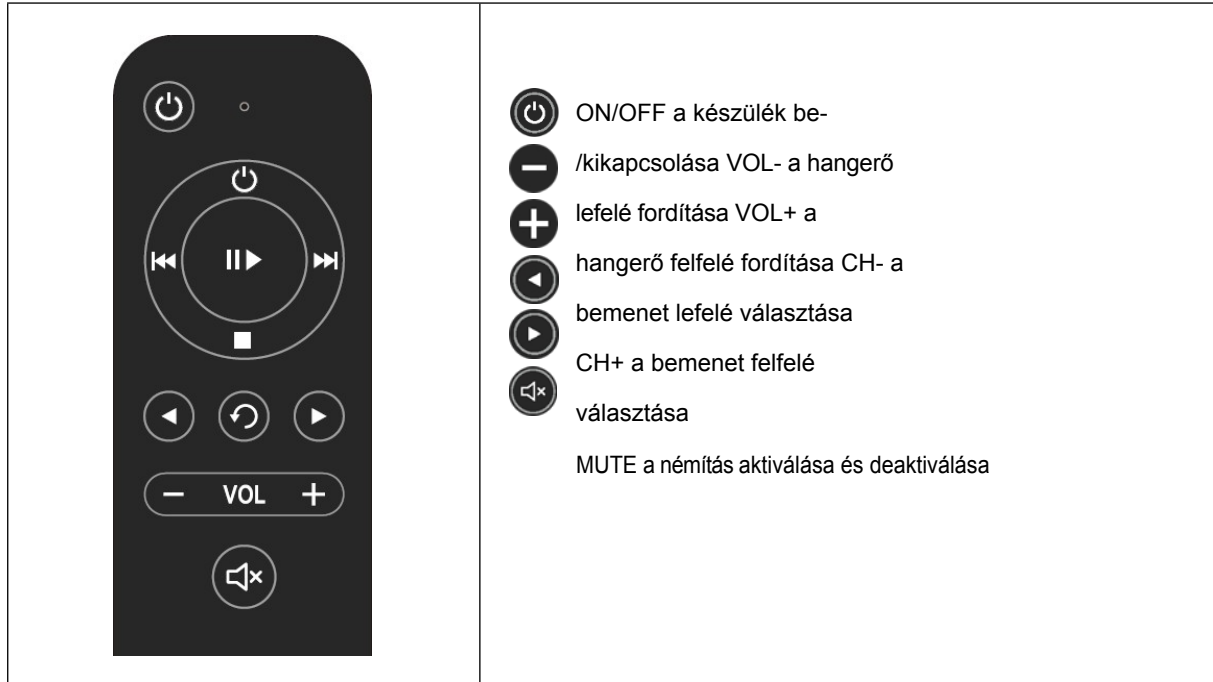 VOL
ON/OFF a készülék be-
/kikapcsolása VOL- a hangerő
lefelé fordítása VOL+ a
hangerő felfelé fordítása CH- a
bemenet lefelé választása
CH+ a bemenet felfelé
választása
MUTE a némítás aktiválása és deaktiválása